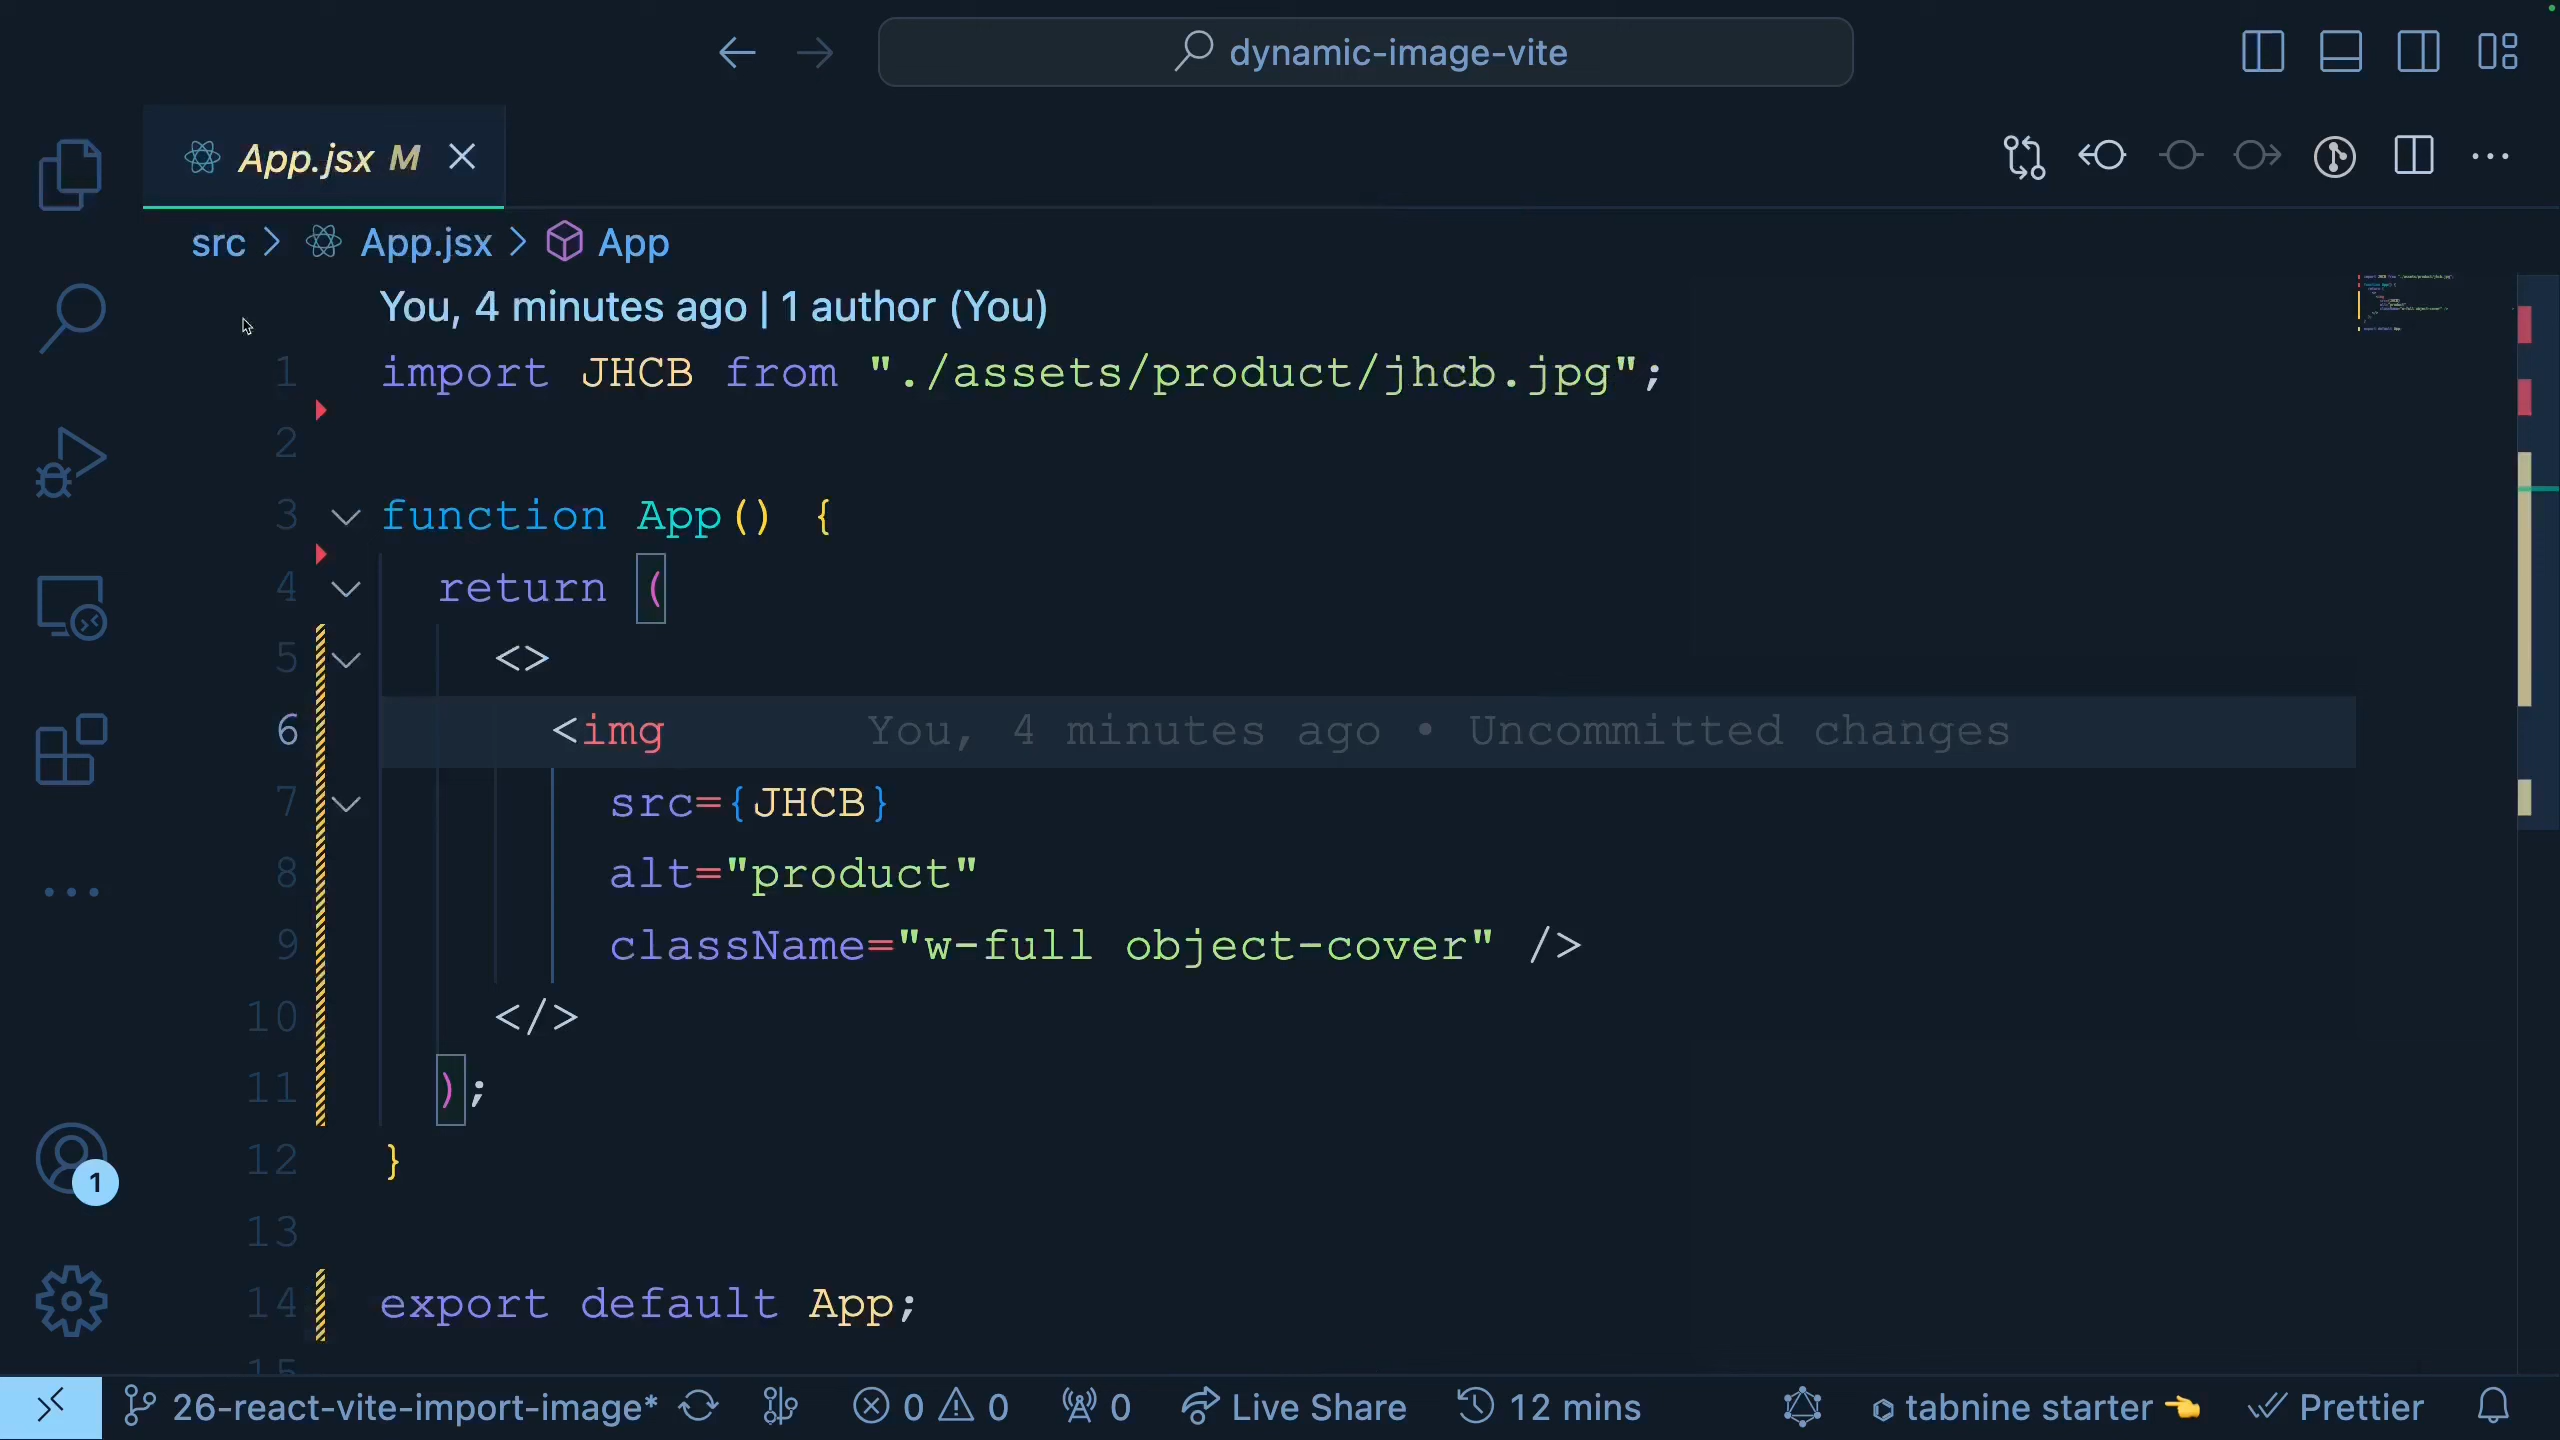 dynamic-image-vite
App.jsx M
src > App.jsx > App
You, 4 minutes ago | 1 author (You)
1 import JHCB from "./assets/product/jhcb.jpg";
2
3 function App() {
4 return (
5 <>
6 <img You, 4 minutes ago • Uncommitted changes
7 src={JHCB}
8 alt="product"
9 className="w-full object-cover" />
10 </>
11 );
12 }
13
14 export default App;
15
1
26-react-vite-import-image* 0 0 0 Live Share 12 mins tabnine starter 👈 Prettier